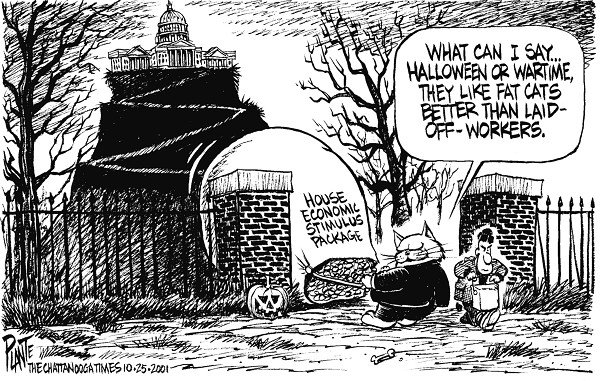 WHAT CAN I SAY...
HALLOWEEN OR WARTIME,
THEY LIKE FAT CATS
BETTER THAN LAID-
OFF-WORKERS.
HOUSE
ECONOMIC
STIMULUS
PACKAGE
PLANTE
THE CHATTANOOGA TIMES 10-25-2001